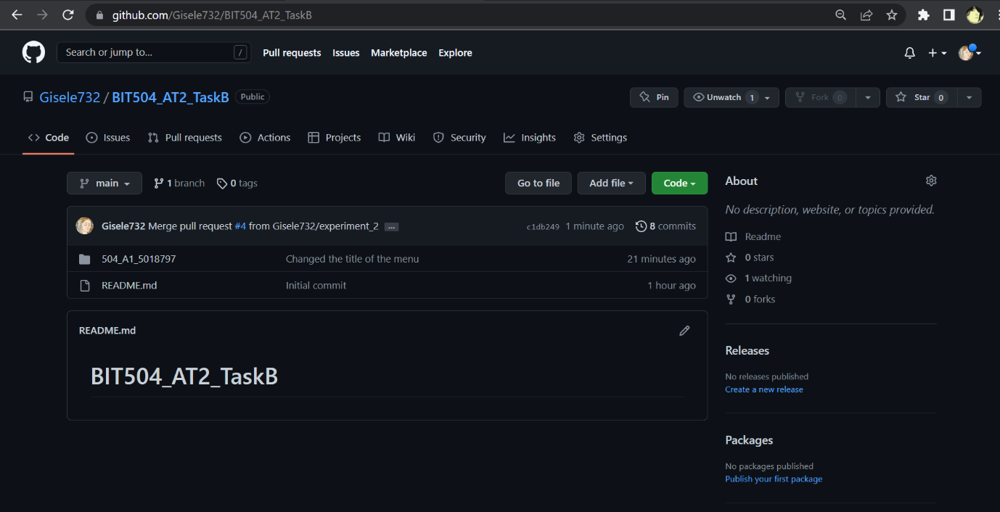 github.com/Gisele732/BIT504_AT2_TaskB
Search or jump to... /
Pull requests Issues Marketplace Explore
Gisele732 / BIT504_AT2_TaskB Public
Pin Unwatch 1 Fork 0 Star 0
Code Issues Pull requests Actions Projects Wiki Security Insights Settings
main 1 branch 0 tags Go to file Add file Code
Gisele732 Merge pull request #4 from Gisele732/experiment_2 ... c1db249 1 minute ago 8 commits
504_A1_5018797 Changed the title of the menu 21 minutes ago
README.md Initial commit 1 hour ago
README.md
BIT504_AT2_TaskB
About
No description, website, or topics provided.
Readme
0 stars
1 watching
0 forks
Releases
No releases published
Create a new release
Packages
No packages published
Publish your first package